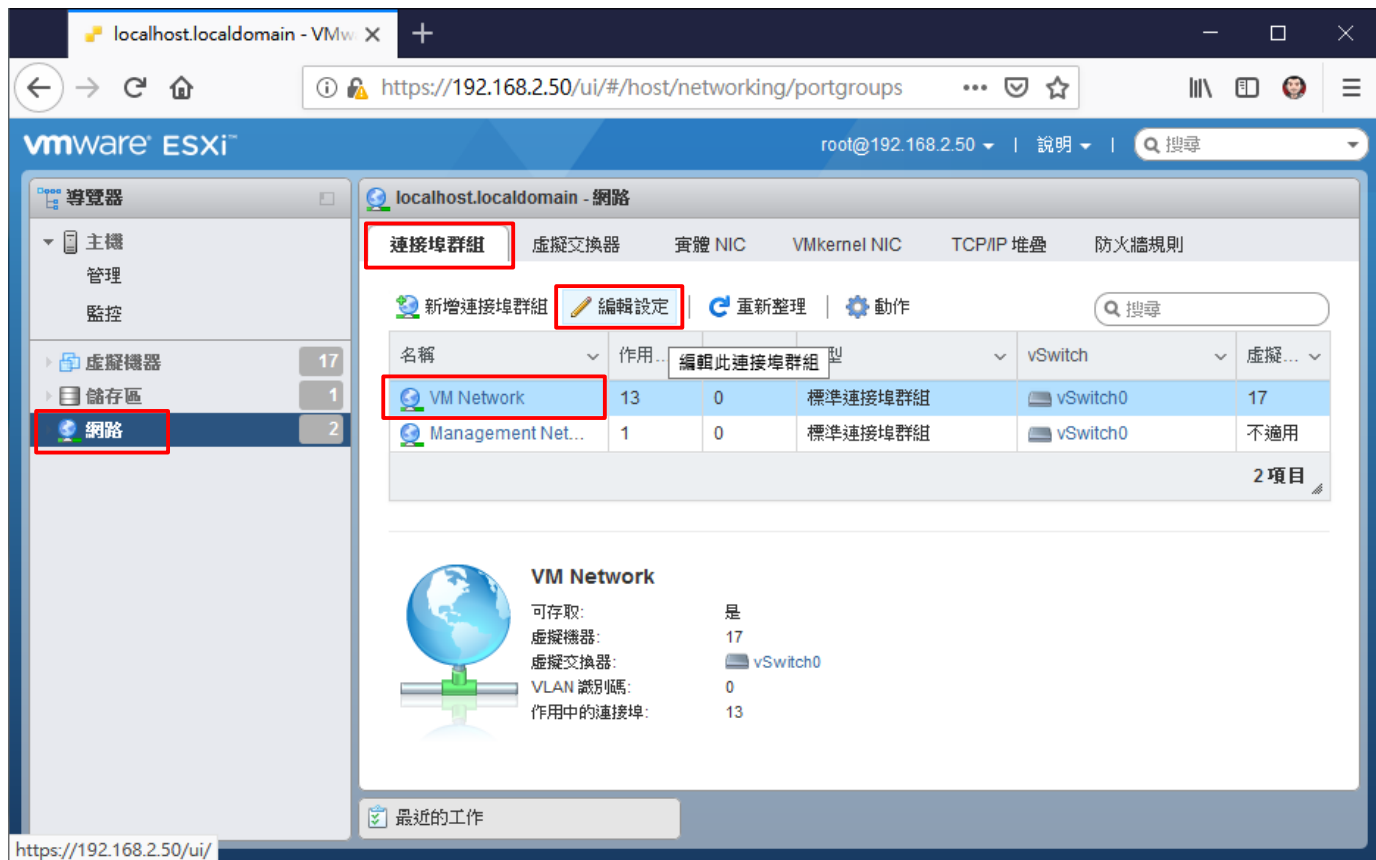 localhost.localdomain - VMw
https://192.168.2.50/ui/#/host/networking/portgroups
vmware ESXi™
root@192.168.2.50 | 說明 | 搜尋
導覽器
主機
管理
監控
虛擬機器 17
儲存區 1
網路 2
localhost.localdomain - 網路
連接埠群組 虛擬交換器 實體 NIC VMkernel NIC TCP/IP 堆疊 防火牆規則
新增連接埠群組 編輯設定 | 重新整理 | 動作 搜尋
名稱 作用... 型 vSwitch 虛擬...
編輯此連接埠群組
VM Network 13 0 標準連接埠群組 vSwitch0 17
Management Net... 1 0 標準連接埠群組 vSwitch0 不適用
2 項目
VM Network
可存取: 是
虛擬機器: 17
虛擬交換器: vSwitch0
VLAN 識別碼: 0
作用中的連接埠: 13
最近的工作
https://192.168.2.50/ui/